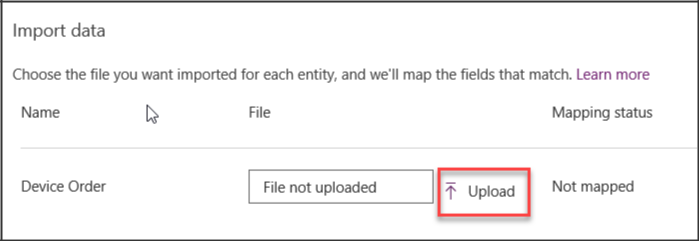 Import data
Choose the file you want imported for each entity, and we'll map the fields that match. Learn more
Name File Mapping status
Device Order File not uploaded Upload Not mapped